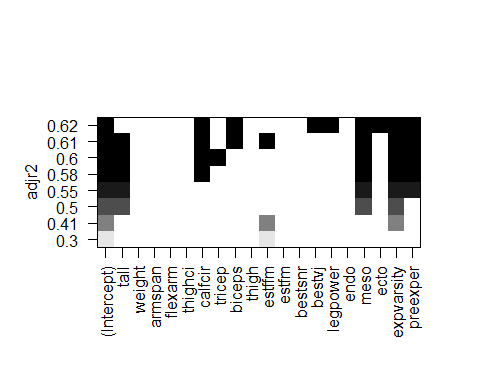 adjr2
0.62
0.61
0.6
0.58
0.55
0.5
0.41
0.3
(Intercept)
tall
weight
armspan
flexarm
thighci
calfcir
tricep
biceps
thigh
estffm
estfm
bestsnr
bestvj
legpower
endo
meso
ecto
expvarsity
preexper